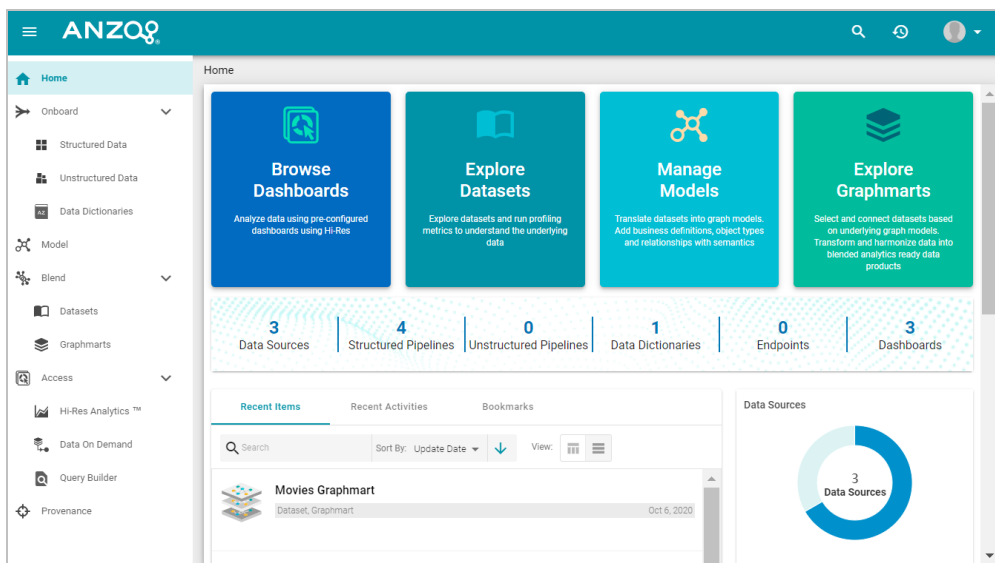 ANZO®
Home
Home
Onboard
Structured Data
Unstructured Data
AZ
Data Dictionaries
Model
Blend
Datasets
Graphmarts
Access
Hi-Res Analytics ™
Data On Demand
Query Builder
Provenance
Browse
Dashboards
Analyze data using pre-configured
dashboards using Hi-Res
Explore
Datasets
Explore datasets and run profiling
metrics to understand the underlying
data
Manage
Models
Translate datasets into graph models.
Add business definitions, object types
and relationships with semantics
Explore
Graphmarts
Select and connect datasets based
on underlying graph models.
Transform and harmonize data into
blended analytics ready data
products
3
Data Sources
4
Structured Pipelines
0
Unstructured Pipelines
1
Data Dictionaries
0
Endpoints
3
Dashboards
Recent Items Recent Activities Bookmarks
Search Sort By: Update Date View:
Movies Graphmart
Dataset, Graphmart Oct 6, 2020
Data Sources
3
Data Sources